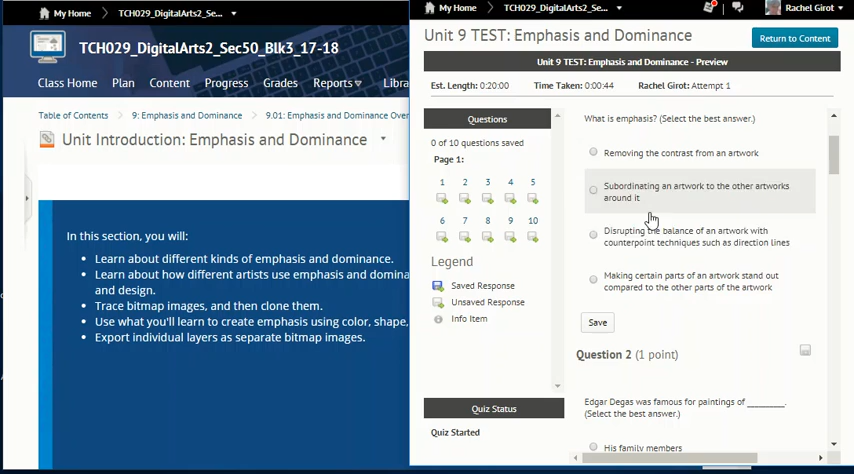 My Home
TCH029_DigitalArts2_Sec...
TCH029_DigitalArts2_Sec50_Blk3_17-18
Class Home
Plan
Content
Progress
Grades
Reports
Libra
Table of Contents
9: Emphasis and Dominance
9.01: Emphasis and Dominance Over
Unit Introduction: Emphasis and Dominance
In this section, you will:
• Learn about different kinds of emphasis and dominance.
• Learn about how different artists use emphasis and domina
and design.
• Trace bitmap images, and then clone them.
• Use what you'll learn to create emphasis using color, shape,
• Export individual layers as separate bitmap images.
My Home
TCH029_DigitalArts2_Sec50_...
Rachel Girot
Unit 9 TEST: Emphasis and Dominance
Return to Content
Unit 9 TEST: Emphasis and Dominance - Preview
Est. Length: 0:20:00
Time Taken: 0:00:44
Rachel Girot: Attempt 1
Questions
0 of 10 questions saved
Page 1:
1 2 3 4 5
6 7 8 9 10
Legend
Saved Response
Unsaved Response
Info Item
Quiz Status
Quiz Started
What is emphasis? (Select the best answer.)
Removing the contrast from an artwork
Subordinating an artwork to the other artworks
around it
Disrupting the balance of an artwork with
counterpoint techniques such as direction lines
Making certain parts of an artwork stand out
compared to the other parts of the artwork
Save
Question 2 (1 point)
Edgar Degas was famous for paintings of ________.
(Select the best answer.)
His family members